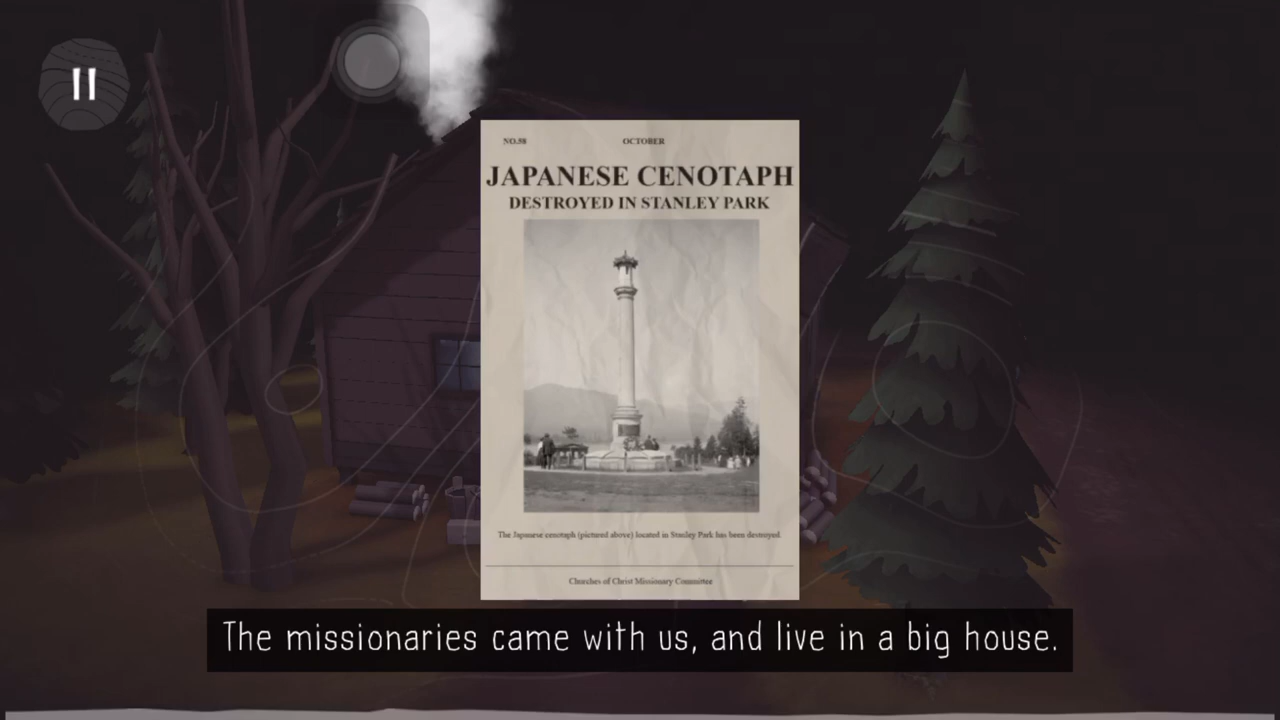 NO.58
OCTOBER
JAPANESE CENOTAPH
DESTROYED IN STANLEY PARK
The Japanese cenotaph (pictured above) located in Stanley Park has been destroyed.
Churches of Christ Missionary Committee
The missionaries came with us, and live in a big house.